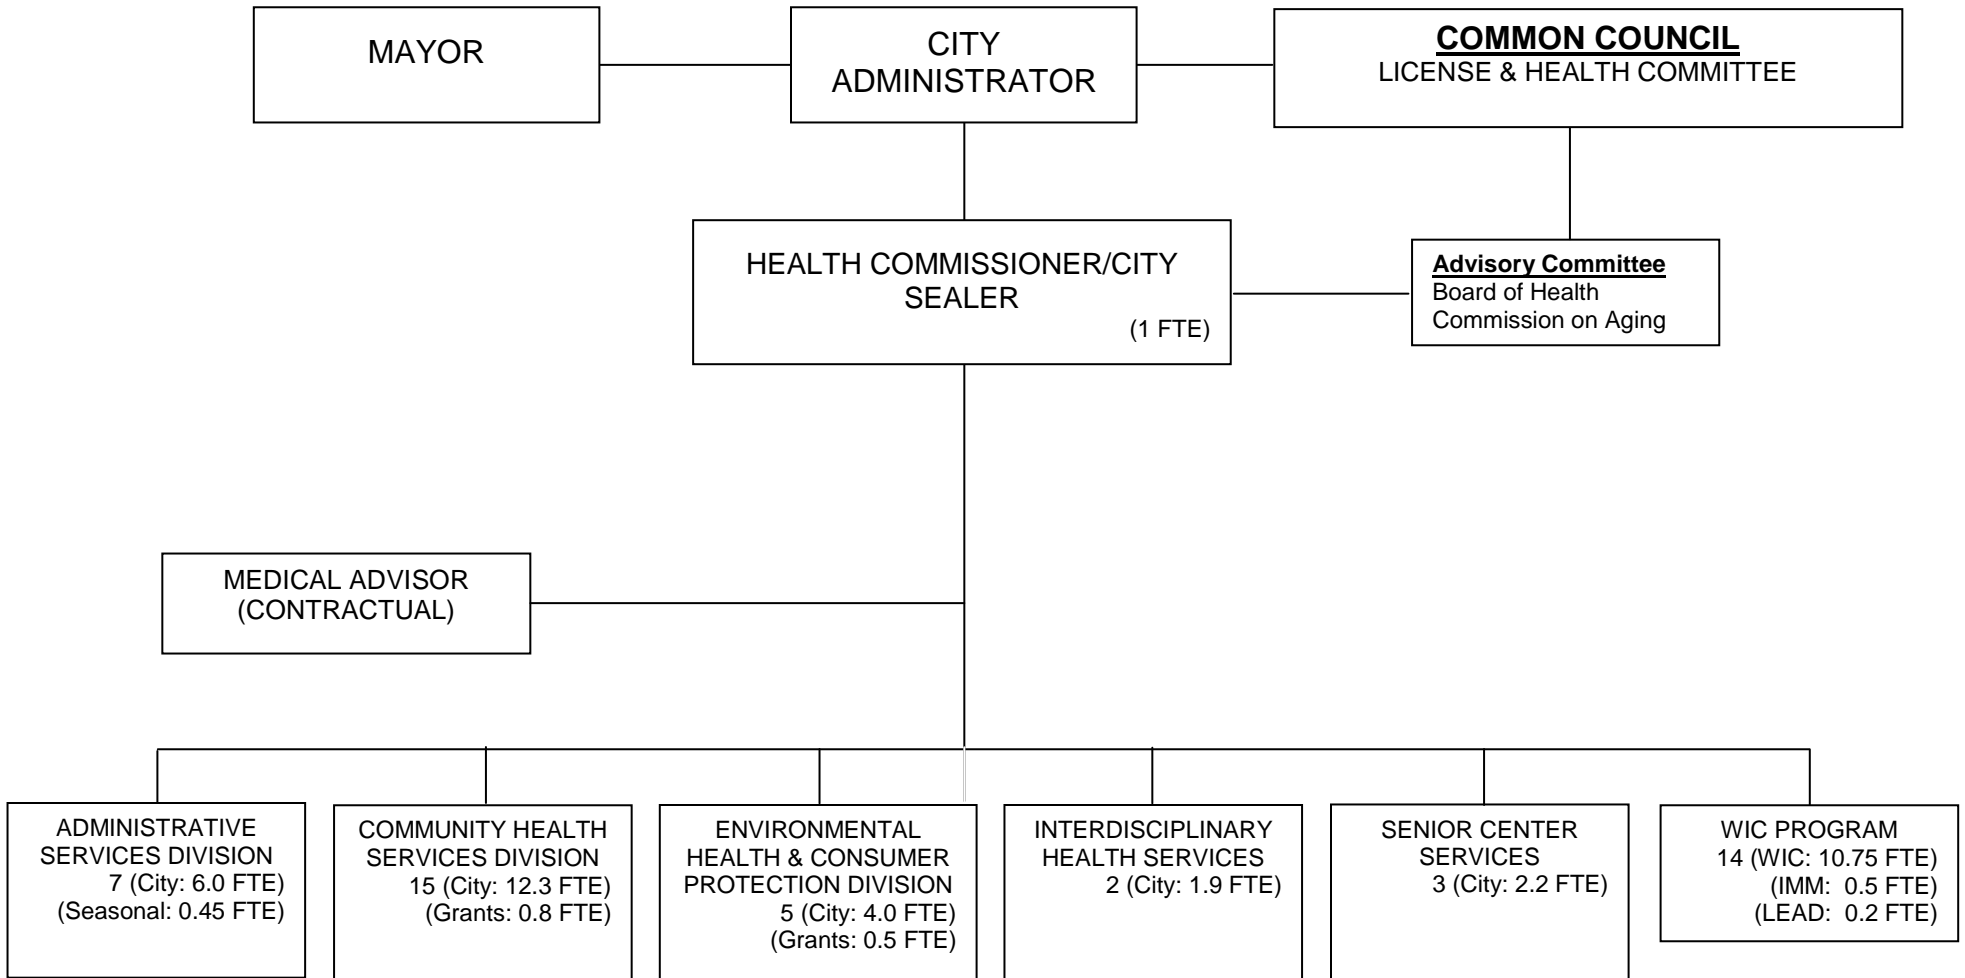 MAYOR
CITY
ADMINISTRATOR
COMMON COUNCIL
LICENSE & HEALTH COMMITTEE
HEALTH COMMISSIONER/CITY
SEALER
(1 FTE)
Advisory Committee
Board of Health
Commission on Aging
MEDICAL ADVISOR
(CONTRACTUAL)
ADMINISTRATIVE
SERVICES DIVISION
7 (City: 6.0 FTE)
(Seasonal: 0.45 FTE)
COMMUNITY HEALTH
SERVICES DIVISION
15 (City: 12.3 FTE)
(Grants: 0.8 FTE)
ENVIRONMENTAL
HEALTH & CONSUMER
PROTECTION DIVISION
5 (City: 4.0 FTE)
(Grants: 0.5 FTE)
INTERDISCIPLINARY
HEALTH SERVICES
2 (City: 1.9 FTE)
SENIOR CENTER
SERVICES
3 (City: 2.2 FTE)
WIC PROGRAM
14 (WIC: 10.75 FTE)
(IMM: 0.5 FTE)
(LEAD: 0.2 FTE)